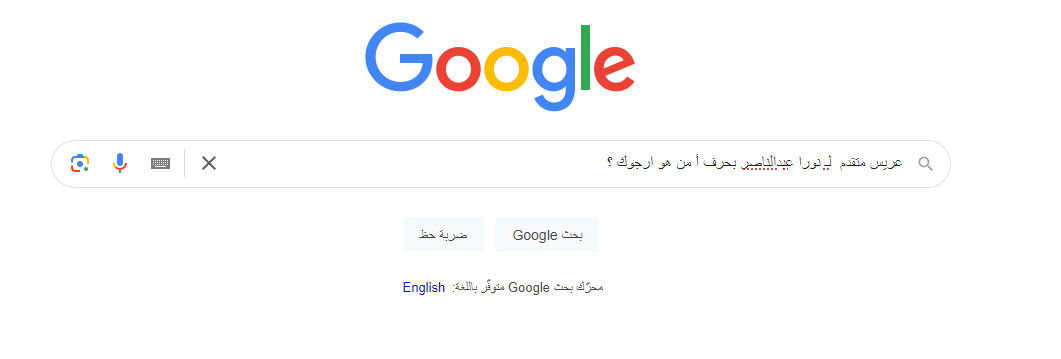 Google
عريس متقدم لـ نورا عبدالناصر بحرف أ من هو ارجوك ؟
بحث Google
ضربة حظ
محرّك بحث Google متوفّر باللغة: English